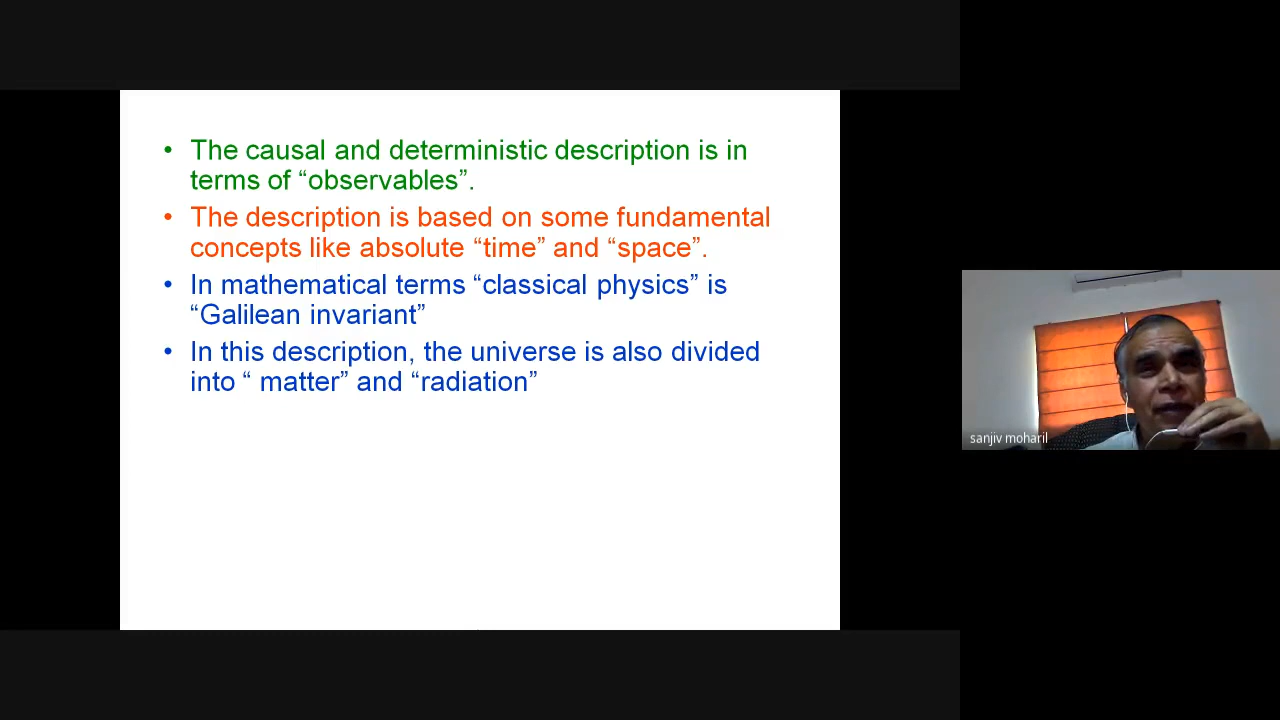 • The causal and deterministic description is in
terms of “observables”.
• The description is based on some fundamental
concepts like absolute “time” and “space”.
• In mathematical terms “classical physics” is
“Galilean invariant”
• In this description, the universe is also divided
into “ matter” and “radiation”
sanjiv moharil